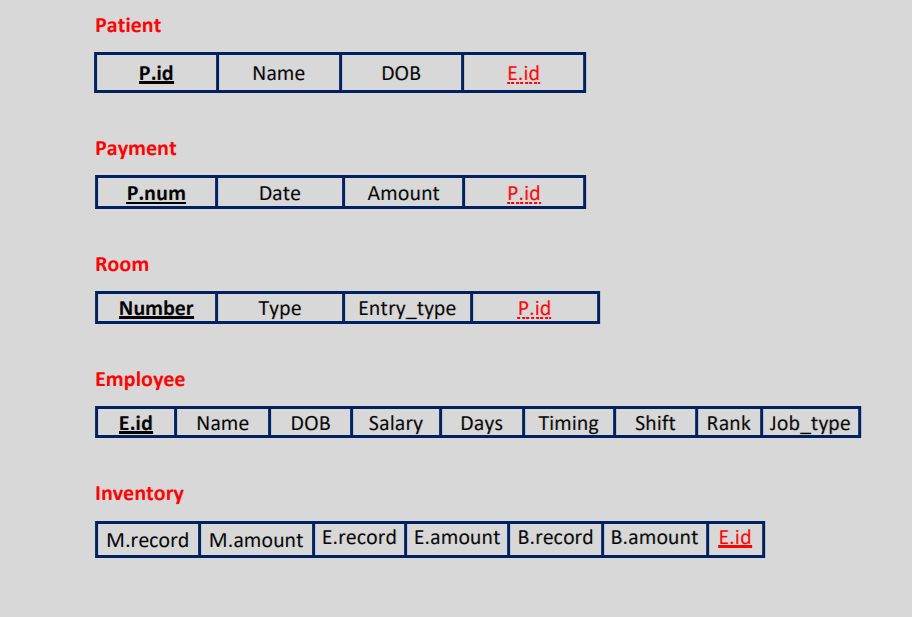 Patient
P.id Name DOB E.id
Payment
P.num Date Amount P.id
Room
Number Type Entry_type P.id
Employee
E.id Name DOB Salary Days Timing Shift Rank Job_type
Inventory
M.record M.amount E.record E.amount B.record B.amount E.id